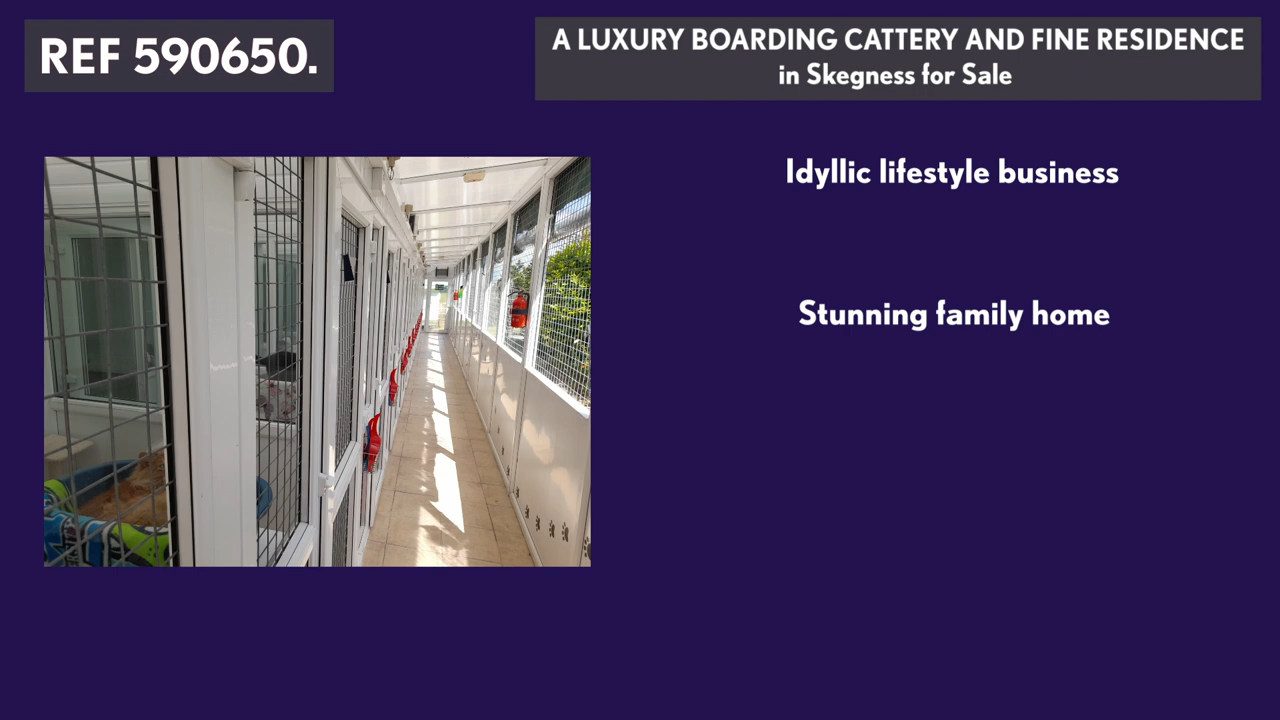 REF 590650.
A LUXURY BOARDING CATTERY AND FINE RESIDENCE
in Skegness for Sale
Idyllic lifestyle business
Stunning family home